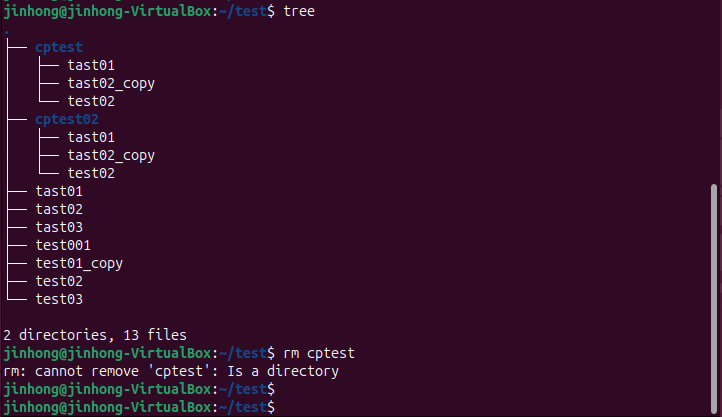 jinhong@jinhong-VirtualBox:~/test$ tree
.
├── cptest
│   ├── tast01
│   ├── tast02_copy
│   └── test02
├── cptest02
│   ├── tast01
│   ├── tast02_copy
│   └── test02
├── tast01
├── tast02
├── tast03
├── test001
├── test01_copy
├── test02
└── test03

2 directories, 13 files
jinhong@jinhong-VirtualBox:~/test$ rm cptest
rm: cannot remove 'cptest': Is a directory
jinhong@jinhong-VirtualBox:~/test$
jinhong@jinhong-VirtualBox:~/test$